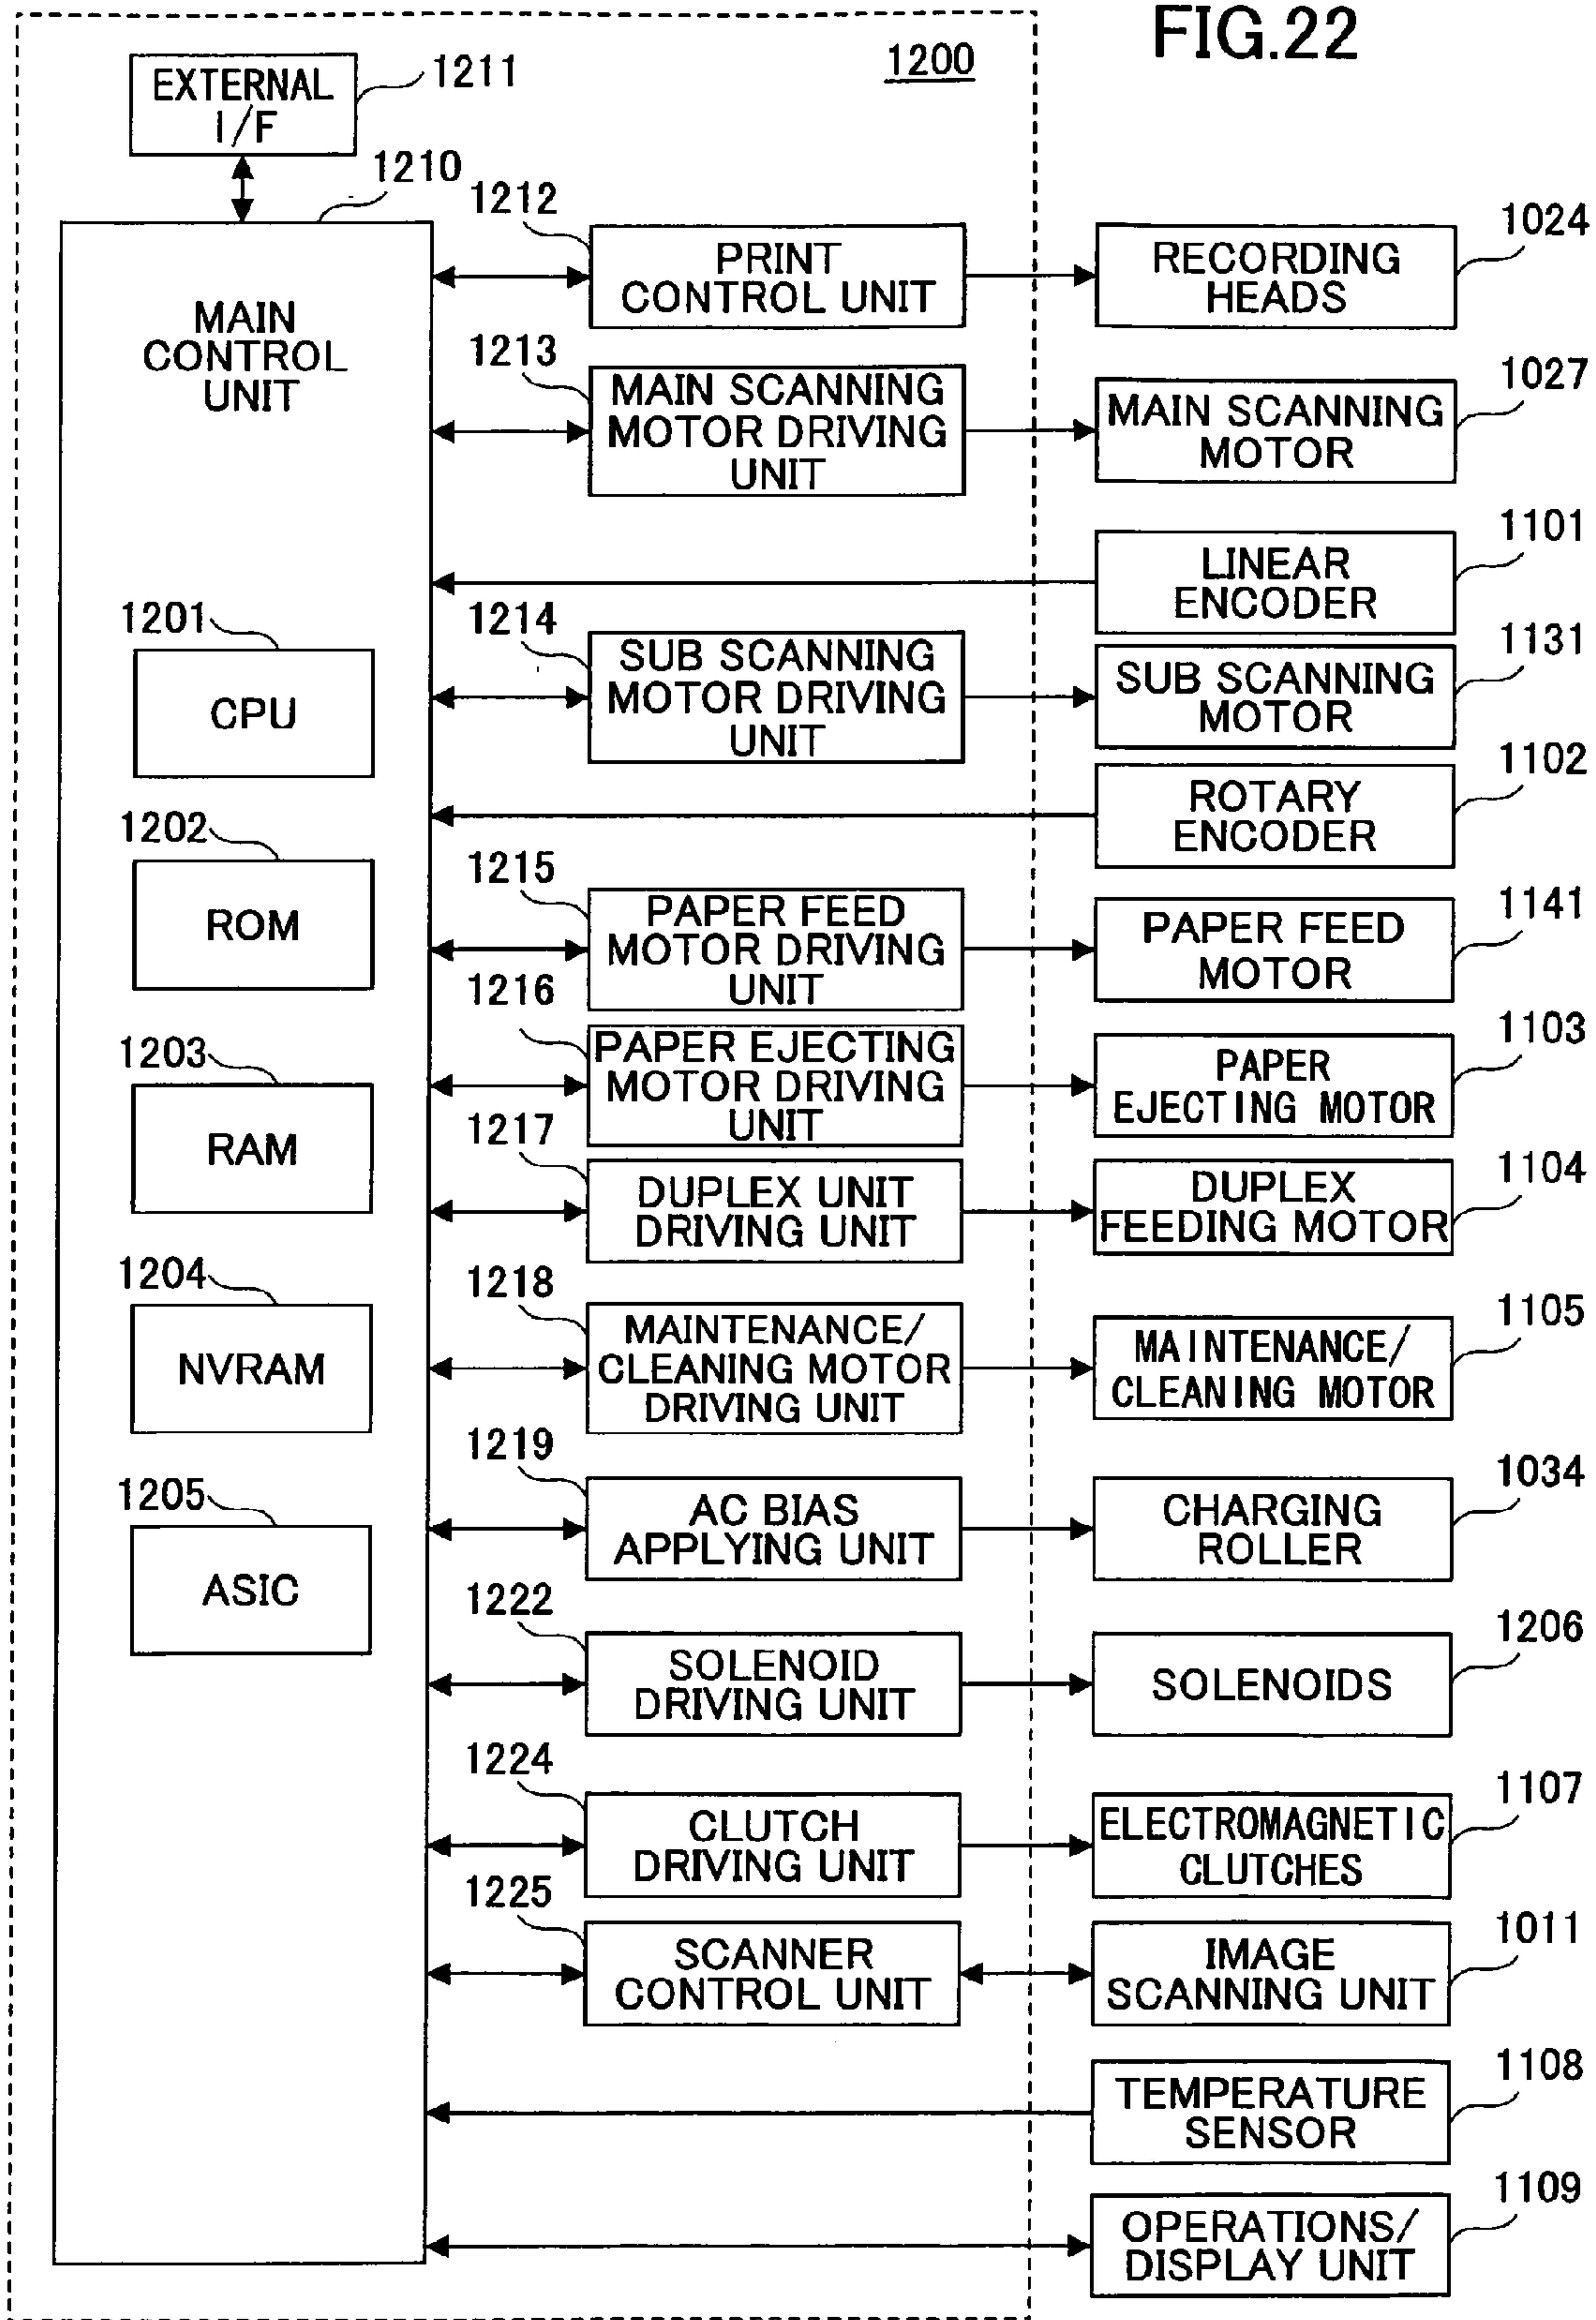 FIG.22
1200
EXTERNAL
I/F
1211
1210
MAIN
CONTROL
UNIT
1201
CPU
1202
ROM
1203
RAM
1204
NVRAM
1205
ASIC
1212
PRINT
CONTROL UNIT
RECORDING
HEADS
1024
1213
MAIN SCANNING
MOTOR DRIVING
UNIT
MAIN SCANNING
MOTOR
1027
LINEAR
ENCODER
1101
1214
SUB SCANNING
MOTOR DRIVING
UNIT
SUB SCANNING
MOTOR
1131
ROTARY
ENCODER
1102
1215
PAPER FEED
MOTOR DRIVING
UNIT
PAPER FEED
MOTOR
1141
1216
PAPER EJECTING
MOTOR DRIVING
UNIT
PAPER
EJECTING MOTOR
1103
1217
DUPLEX UNIT
DRIVING UNIT
DUPLEX
FEEDING MOTOR
1104
1218
MAINTENANCE/
CLEANING MOTOR
DRIVING UNIT
MAINTENANCE/
CLEANING MOTOR
1105
1219
AC BIAS
APPLYING UNIT
CHARGING
ROLLER
1034
1222
SOLENOID
DRIVING UNIT
SOLENOIDS
1206
1224
CLUTCH
DRIVING UNIT
ELECTROMAGNETIC
CLUTCHES
1107
1225
SCANNER
CONTROL UNIT
IMAGE
SCANNING UNIT
1011
TEMPERATURE
SENSOR
1108
OPERATIONS/
DISPLAY UNIT
1109